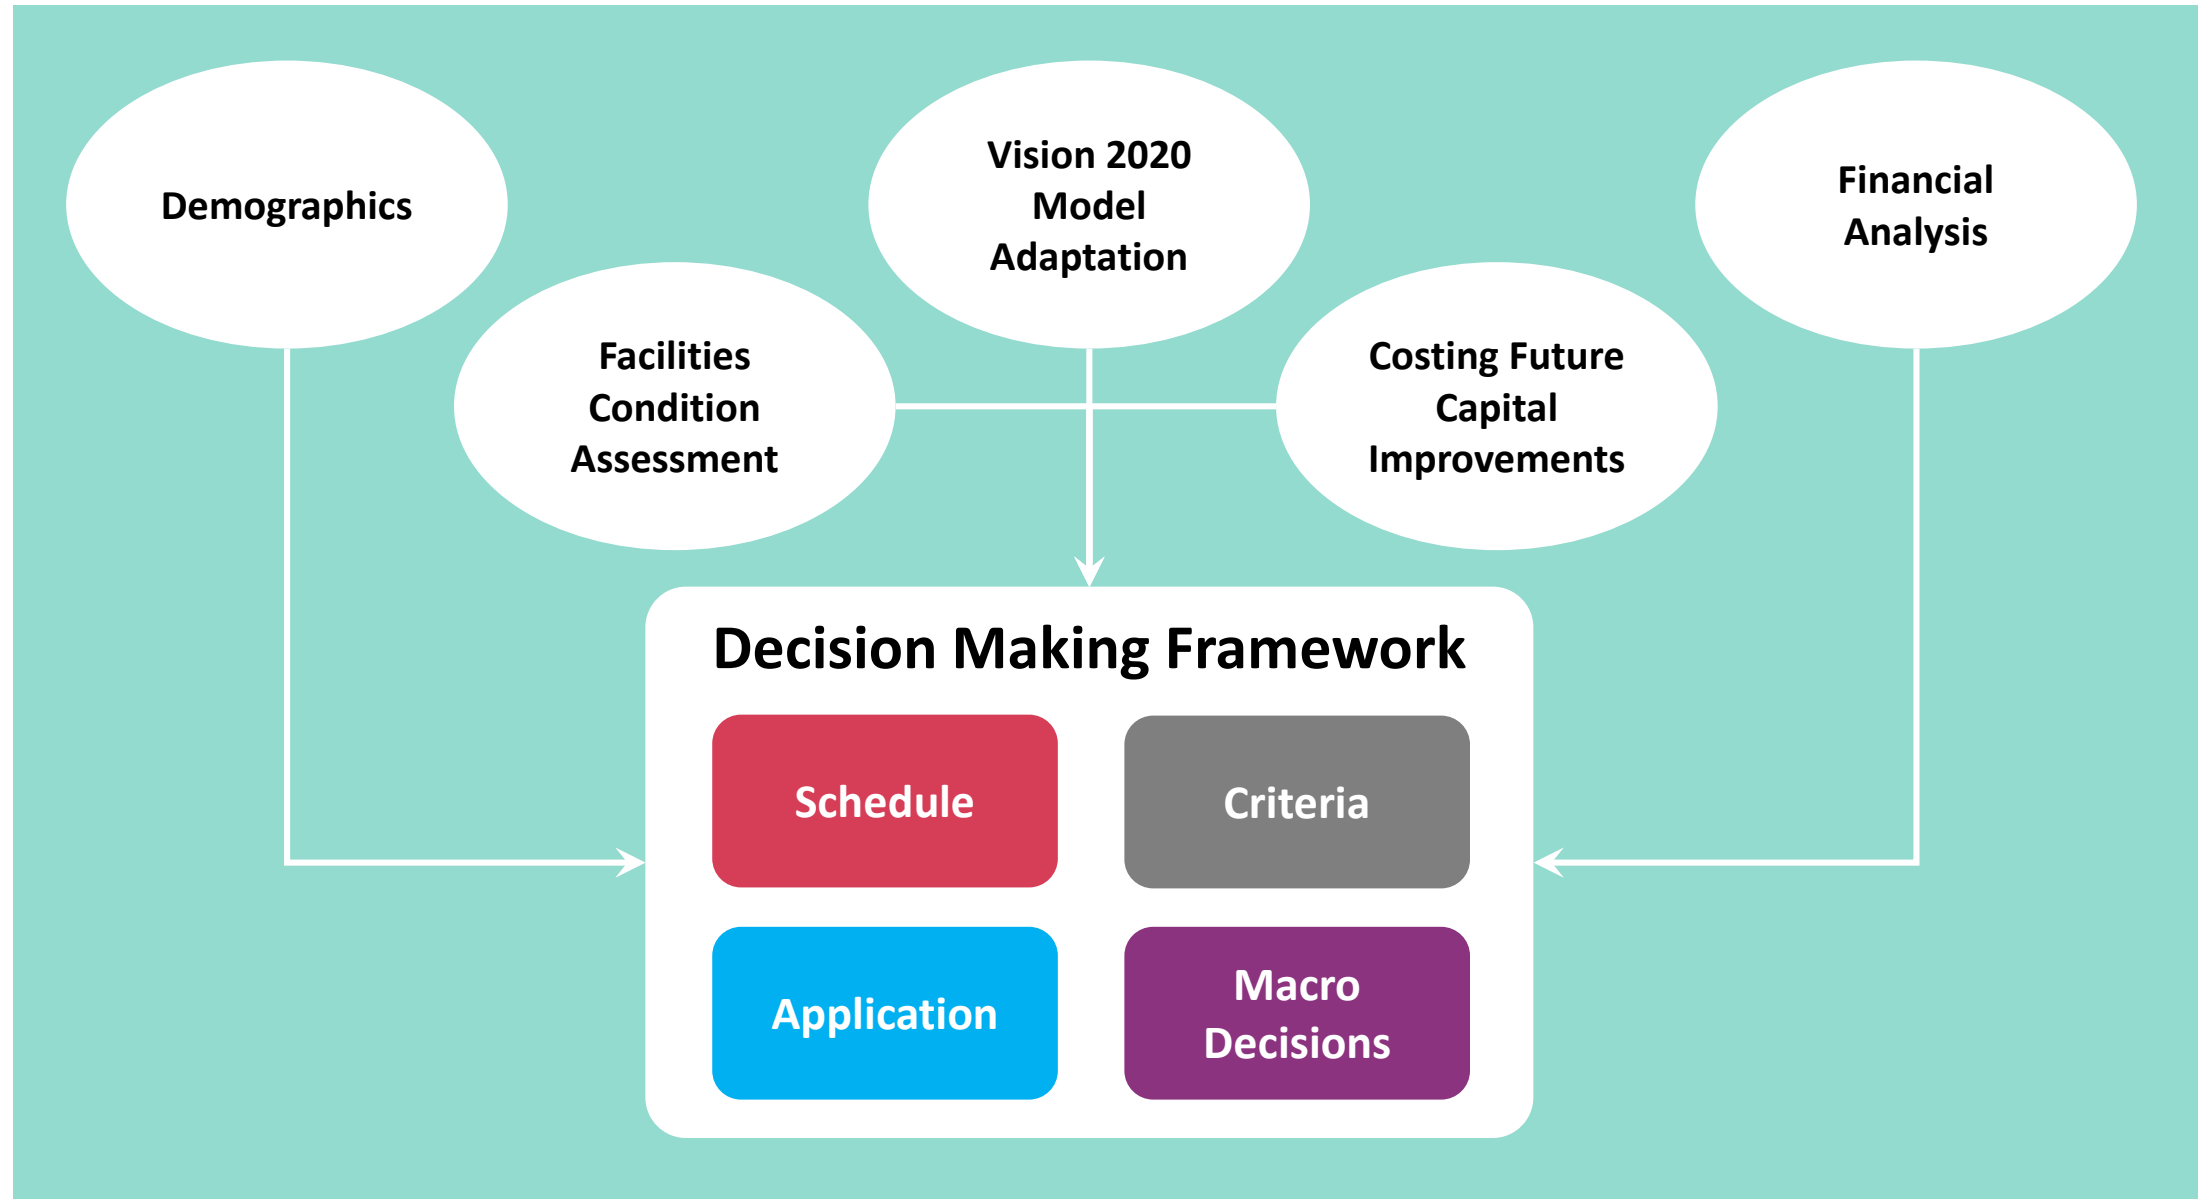 Demographics
Vision 2020
Model
Adaptation
Financial
Analysis
Facilities
Condition
Assessment
Costing Future
Capital
Improvements
Decision Making Framework
Schedule
Criteria
Application
Macro
Decisions